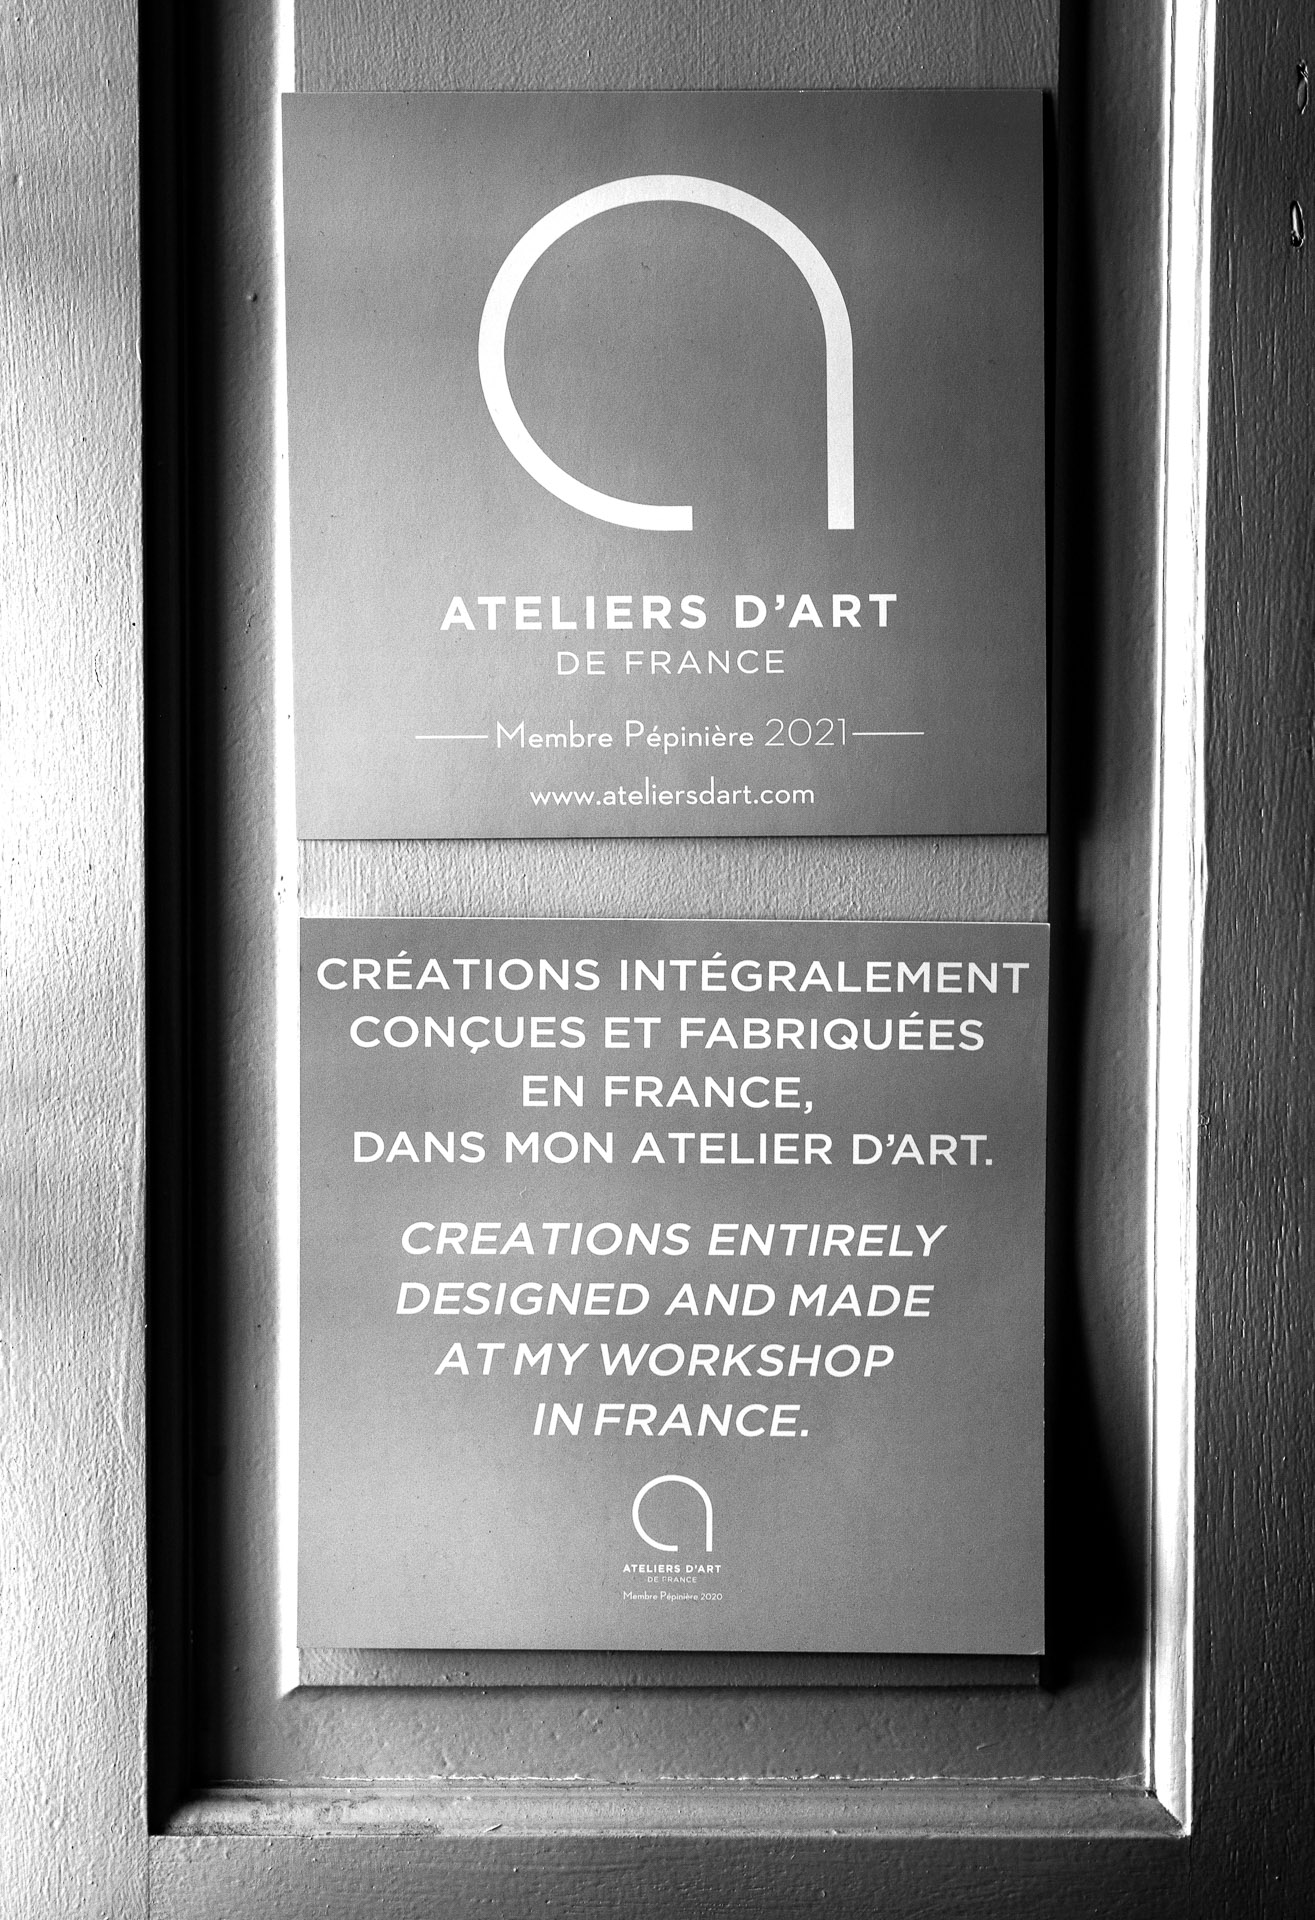 ATELIERS D'ART
DE FRANCE
Membre Pépinière 2021
www.ateliersdart.com
CRÉATIONS INTÉGRALEMENT
CONÇUES ET FABRIQUÉES
EN FRANCE,
DANS MON ATELIER D'ART.
CREATIONS ENTIRELY
DESIGNED AND MADE
AT MY WORKSHOP
IN FRANCE.
ATELIERS D'ART
DE FRANCE
Membre Pépinière 2020